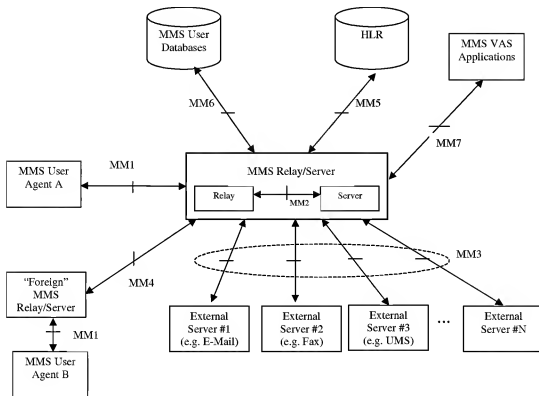 MMS User
Databases
HLR
MMS VAS
Applications
MM6
MM5
MM7
MM1
MMS User
Agent A
MMS Relay/Server
Relay
MM2
Server
MM3
MM4
"Foreign"
MMS
Relay/Server
MM1
MMS User
Agent B
External
Server #1
(e.g. E-Mail)
External
Server #2
(e.g. Fax)
External
Server #3
(e.g. UMS)
...
External
Server #N